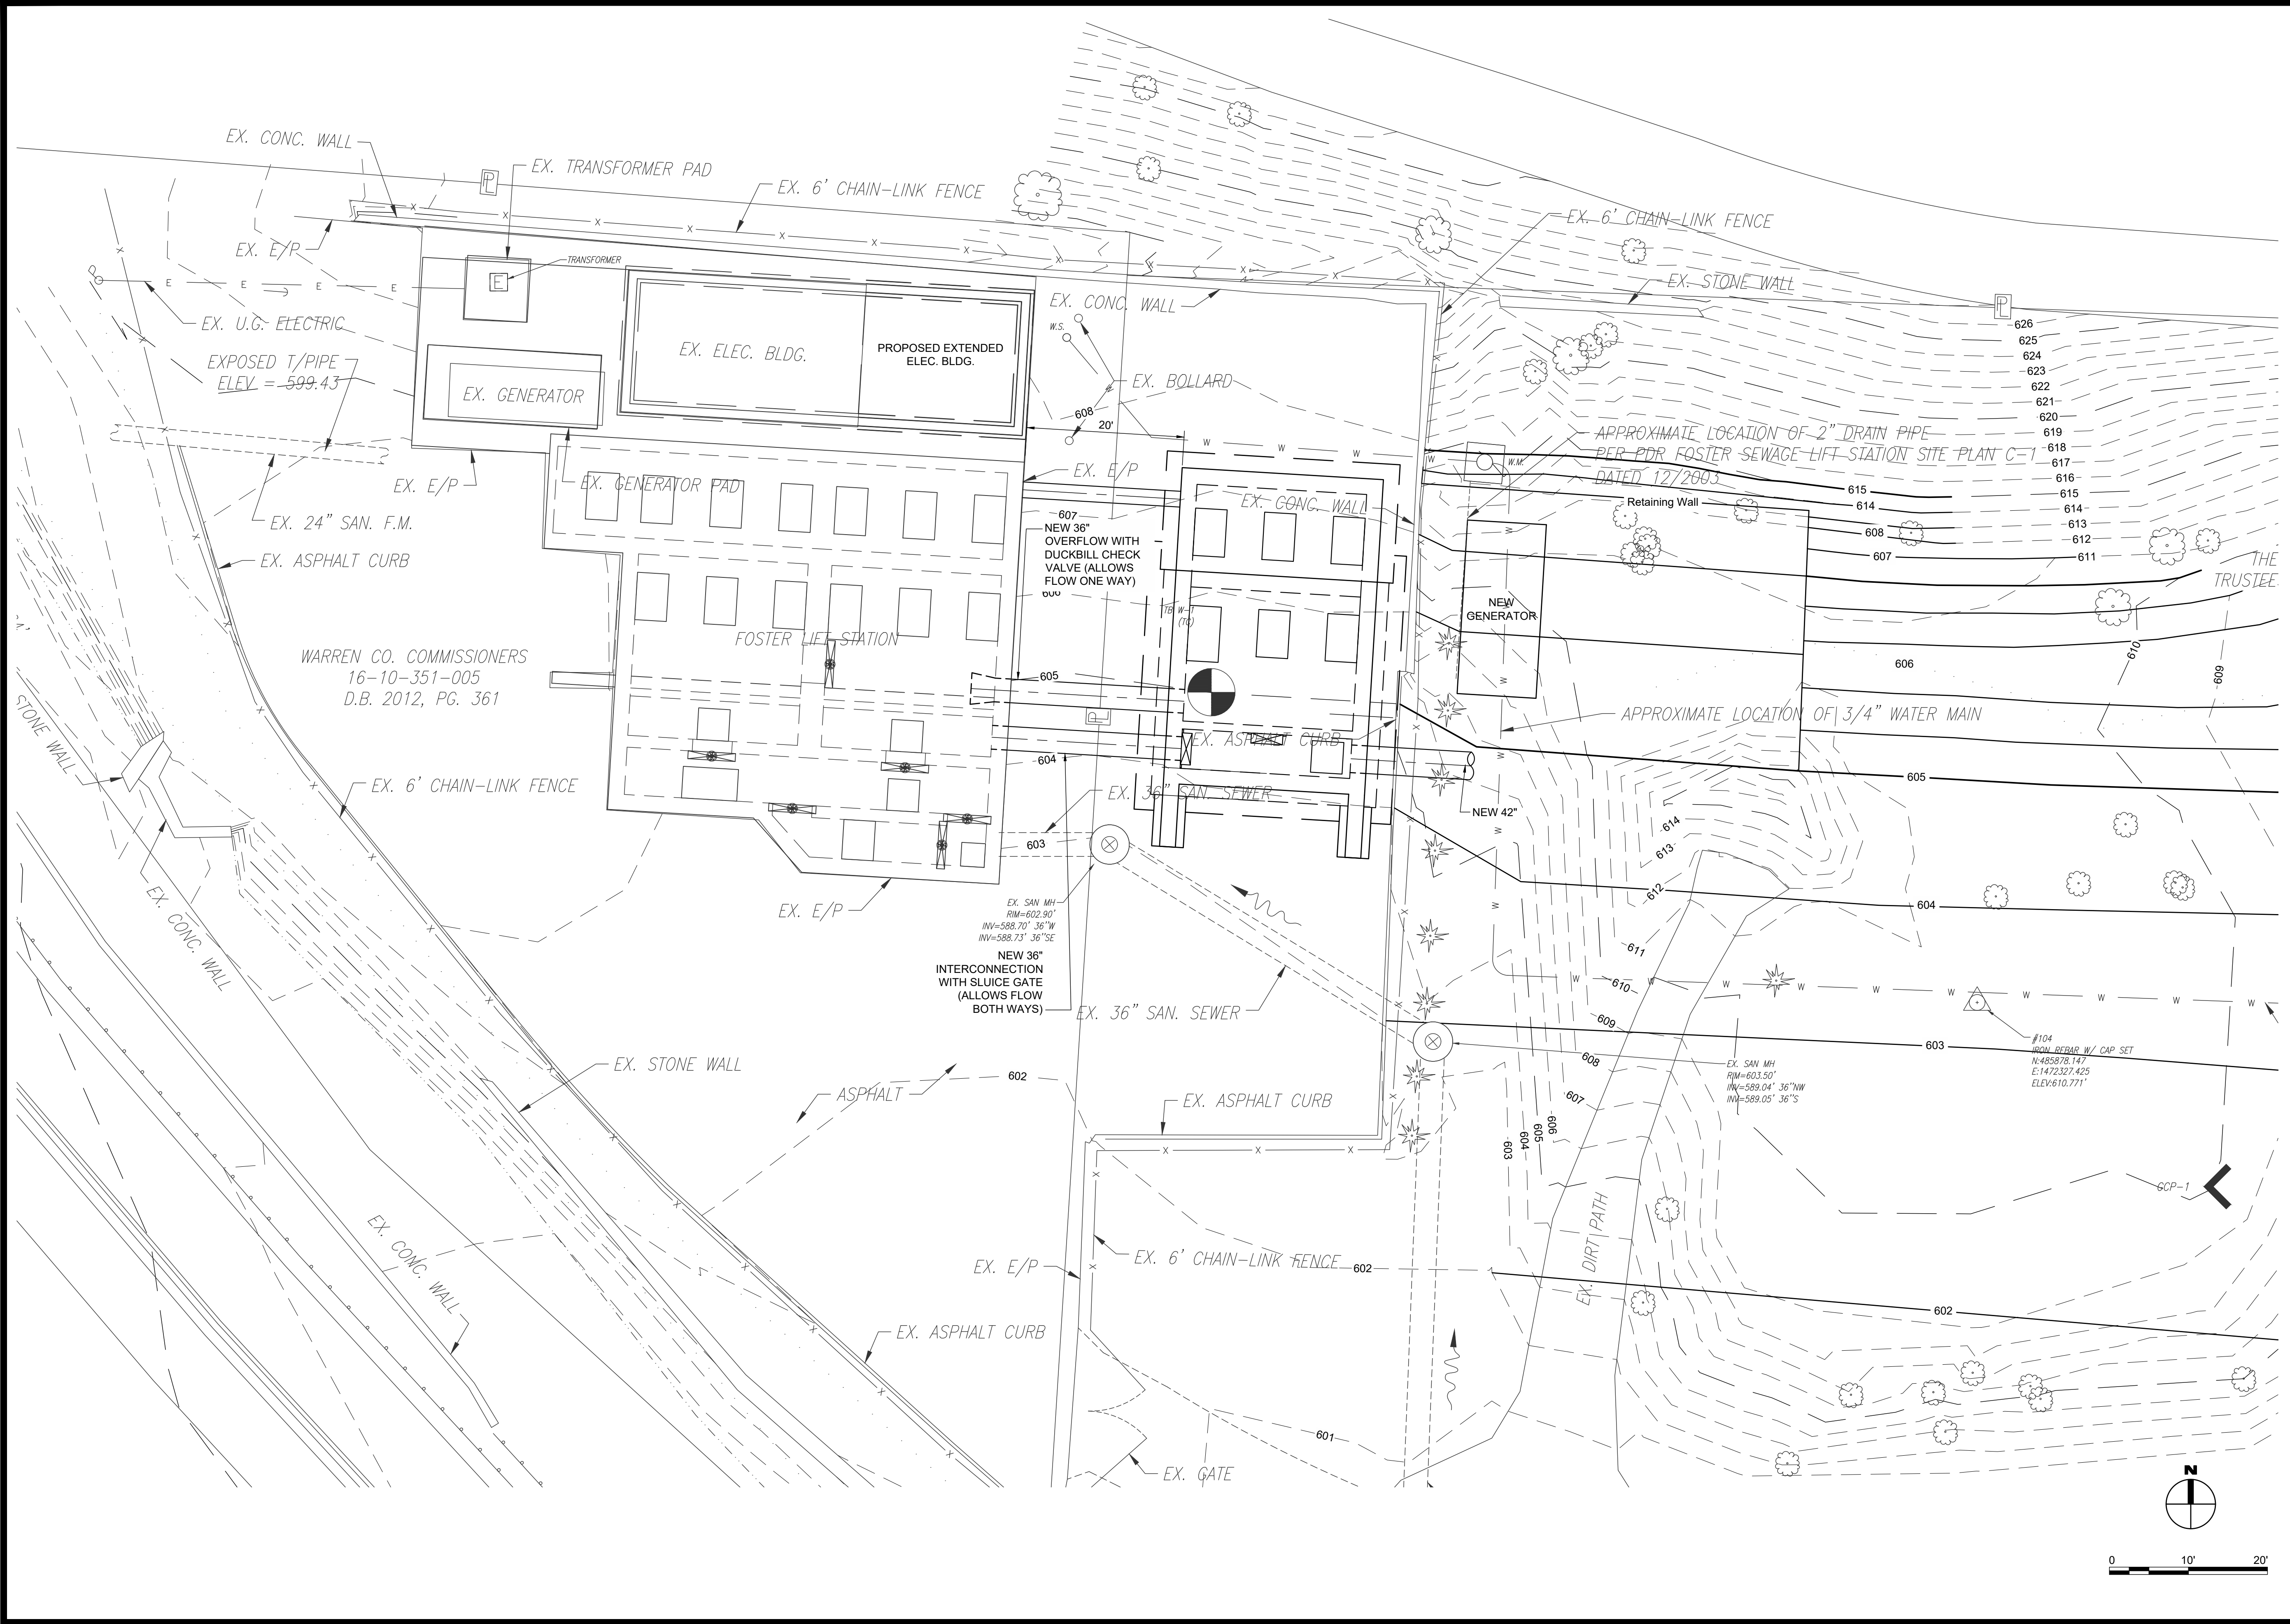 EX. CONC. WALL
EX. TRANSFORMER PAD
EX. 6' CHAIN-LINK FENCE
EX. E/P
TRANSFORMER
E
E E E E
EX. U.G. ELECTRIC
EXPOSED T/PIPE
ELEV = 599.43
EX. GENERATOR
EX. ELEC. BLDG.
PROPOSED EXTENDED
ELEC. BLDG.
EX. CONC. WALL
W.S.
EX. BOLLARD
608
20'
EX. 6' CHAIN-LINK FENCE
EX. STONE WALL
626
625
624
623
622
621
620
619
618
617
616
615
614
613
612
611
APPROXIMATE LOCATION OF 2" DRAIN PIPE
PER PDR FOSTER SEWAGE LIFT STATION SITE PLAN C-1
DATED 12/2003
W.M.
Retaining Wall
615
614
608
607
EX. E/P
EX. GENERATOR PAD
EX. 24" SAN. F.M.
EX. ASPHALT CURB
EX. E/P
EX. CONC. WALL
607
NEW 36"
OVERFLOW WITH
DUCKBILL CHECK
VALVE (ALLOWS
FLOW ONE WAY)
606
TB W-1
(TC)
NEW
GENERATOR
THE
TRUSTEE
610
609
606
FOSTER LIFT STATION
WARREN CO. COMMISSIONERS
16-10-351-005
D.B. 2012, PG. 361
605
APPROXIMATE LOCATION OF 3/4" WATER MAIN
EX. ASPHALT CURB
STONE WALL
604
605
EX. 6' CHAIN-LINK FENCE
EX. 36" SAN. SEWER
NEW 42"
603
614
613
612
611
610
609
608
607
606
605
604
603
604
EX. CONC. WALL
EX. E/P
EX. SAN MH
RIM=602.90'
INV=588.70' 36"W
INV=588.73' 36"SE
NEW 36"
INTERCONNECTION
WITH SLUICE GATE
(ALLOWS FLOW
BOTH WAYS)
EX. 36" SAN. SEWER
603
#104
IRON REBAR W/ CAP SET
N:485878.147
E:1472327.425
ELEV:610.771'
EX. SAN MH
RIM=603.50'
INV=589.04' 36"NW
INV=589.05' 36"S
EX. STONE WALL
ASPHALT
602
EX. ASPHALT CURB
GCP-1
EX. DIRT PATH
EX. CONC. WALL
EX. E/P
EX. 6' CHAIN-LINK FENCE
602
602
EX. ASPHALT CURB
601
EX. GATE
N
0 10' 20'